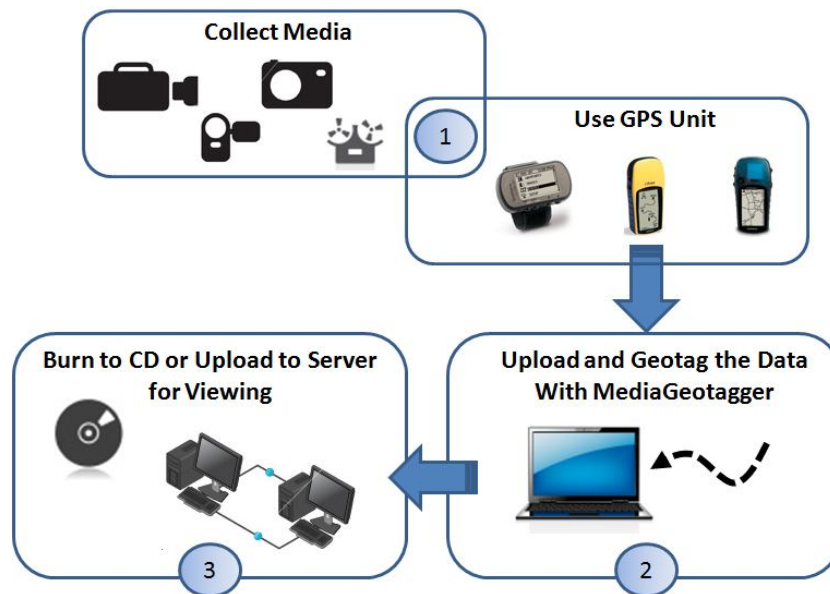 Collect Media
1
Use GPS Unit
Burn to CD or Upload to Server
for Viewing
3
Upload and Geotag the Data
With MediaGeotagger
2